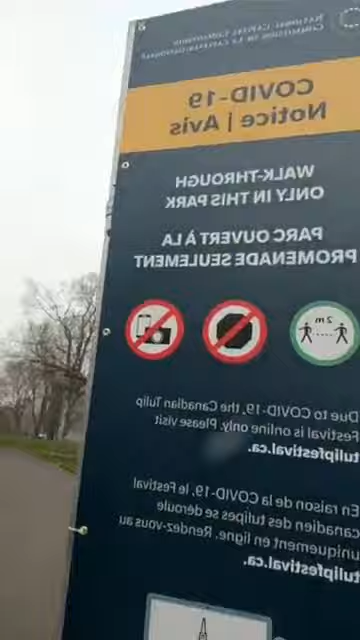 NATIONAL CAPITAL COMMISSION
COMMISSION DE LA CAPITALE NATIONALE
COVID-19
Notice | Avis
WALK-THROUGH
ONLY IN THIS PARK
PARC OUVERT À LA
PROMENADE SEULEMENT
2 m
Due to COVID-19, the Canadian Tulip
Festival is online only. Please visit
tulipfestival.ca.
En raison de la COVID-19, le Festival
canadien des tulipes se déroule
uniquement en ligne. Rendez-vous au
tulipfestival.ca.